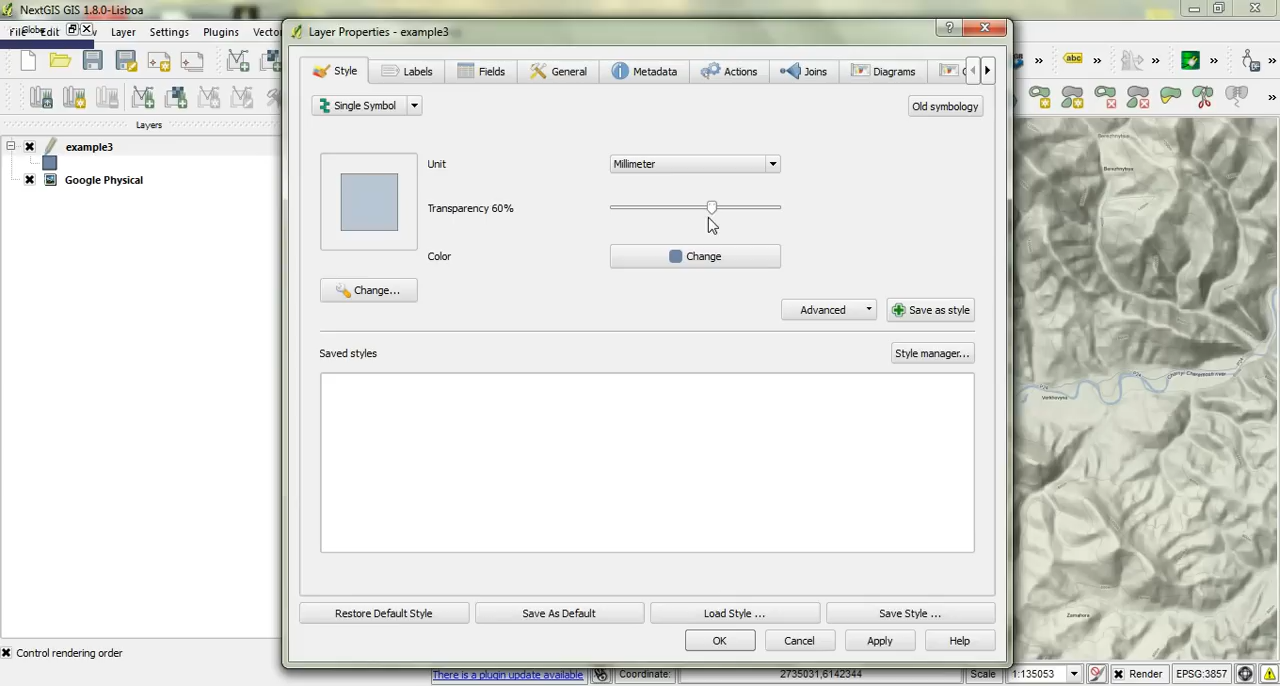 NextGIS GIS 1.8.0-Lisboa
Layer Settings Plugins
Layers
example3
Google Physical
Control rendering order
Layer Properties - example3
Style Labels Fields General Metadata Actions Joins Diagrams
Single Symbol Old symbology
Unit Millimeter
Transparency 60%
Color Change
Change...
Advanced Save as style
Saved styles Style manager...
Restore Default Style Save As Default Load Style ... Save Style ...
OK Cancel Apply Help
abc
Verkhovyna
There is a plugin update available Coordinate: 2735031,6142344 Scale 1:135053 Render EPSG:3857